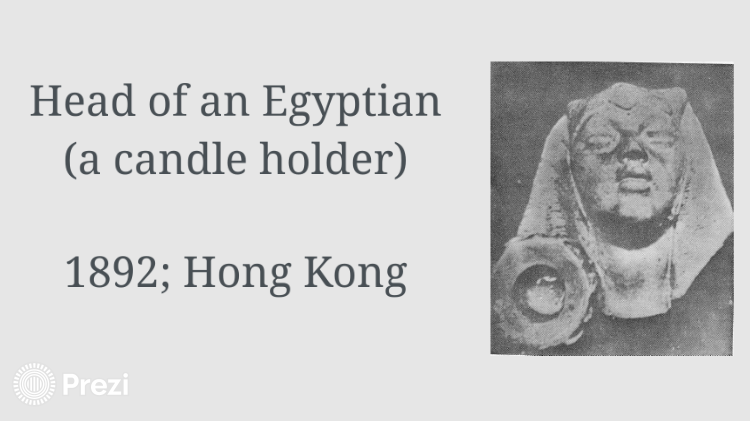 Head of an Egyptian
(a candle holder)
1892; Hong Kong
Prezi